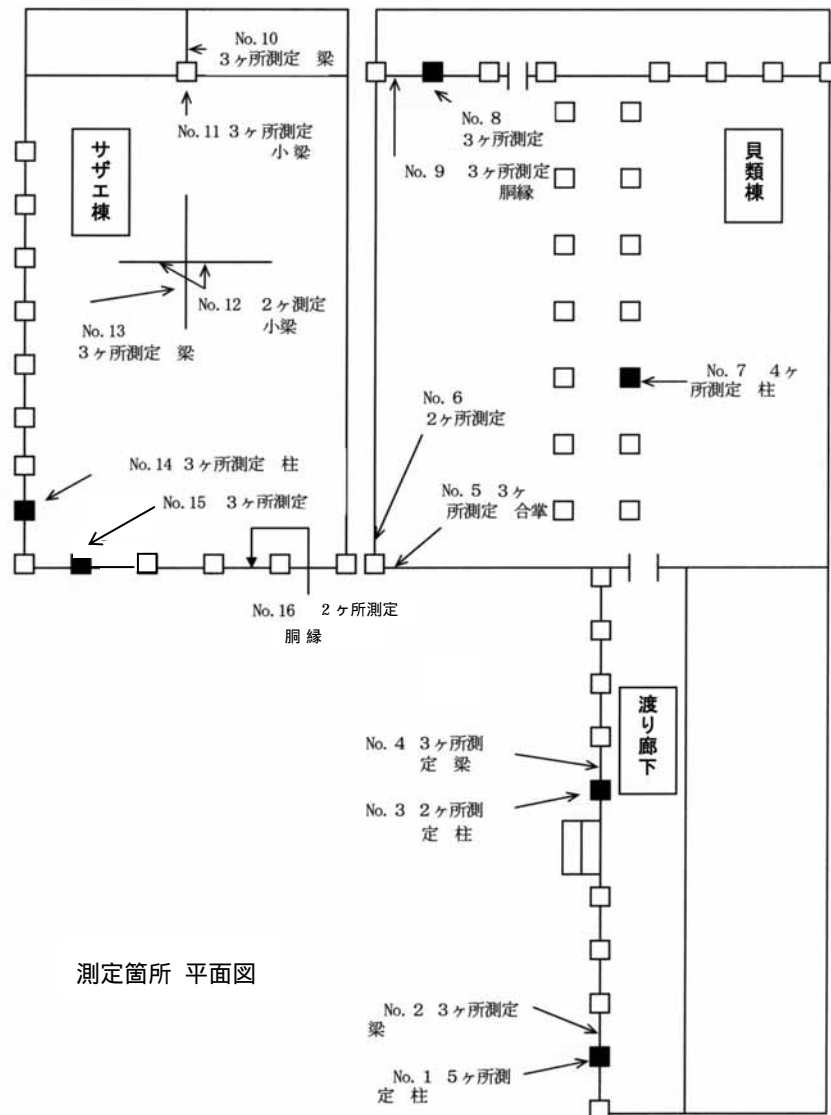 No. 10
3ヶ所測定 梁
No. 11 3ヶ所測定
小梁
サザエ棟
No. 12 2ヶ測定
小梁
No. 13
3ヶ所測定 梁
No. 14 3ヶ所測定 柱
No. 15 3ヶ所測定
No. 16 2ヶ所測定
胴縁
No. 8
3ヶ所測定
No. 9 3ヶ所測定
胴縁
貝類棟
No. 7 4ヶ
所測定 柱
No. 6
2ヶ所測定
No. 5 3ヶ
所測定 合掌
渡り廊下
No. 4 3ヶ所測
定 梁
No. 3 2ヶ所測
定 柱
測定箇所 平面図
No. 2 3ヶ所測定
梁
No. 1 5ヶ所測
定 柱